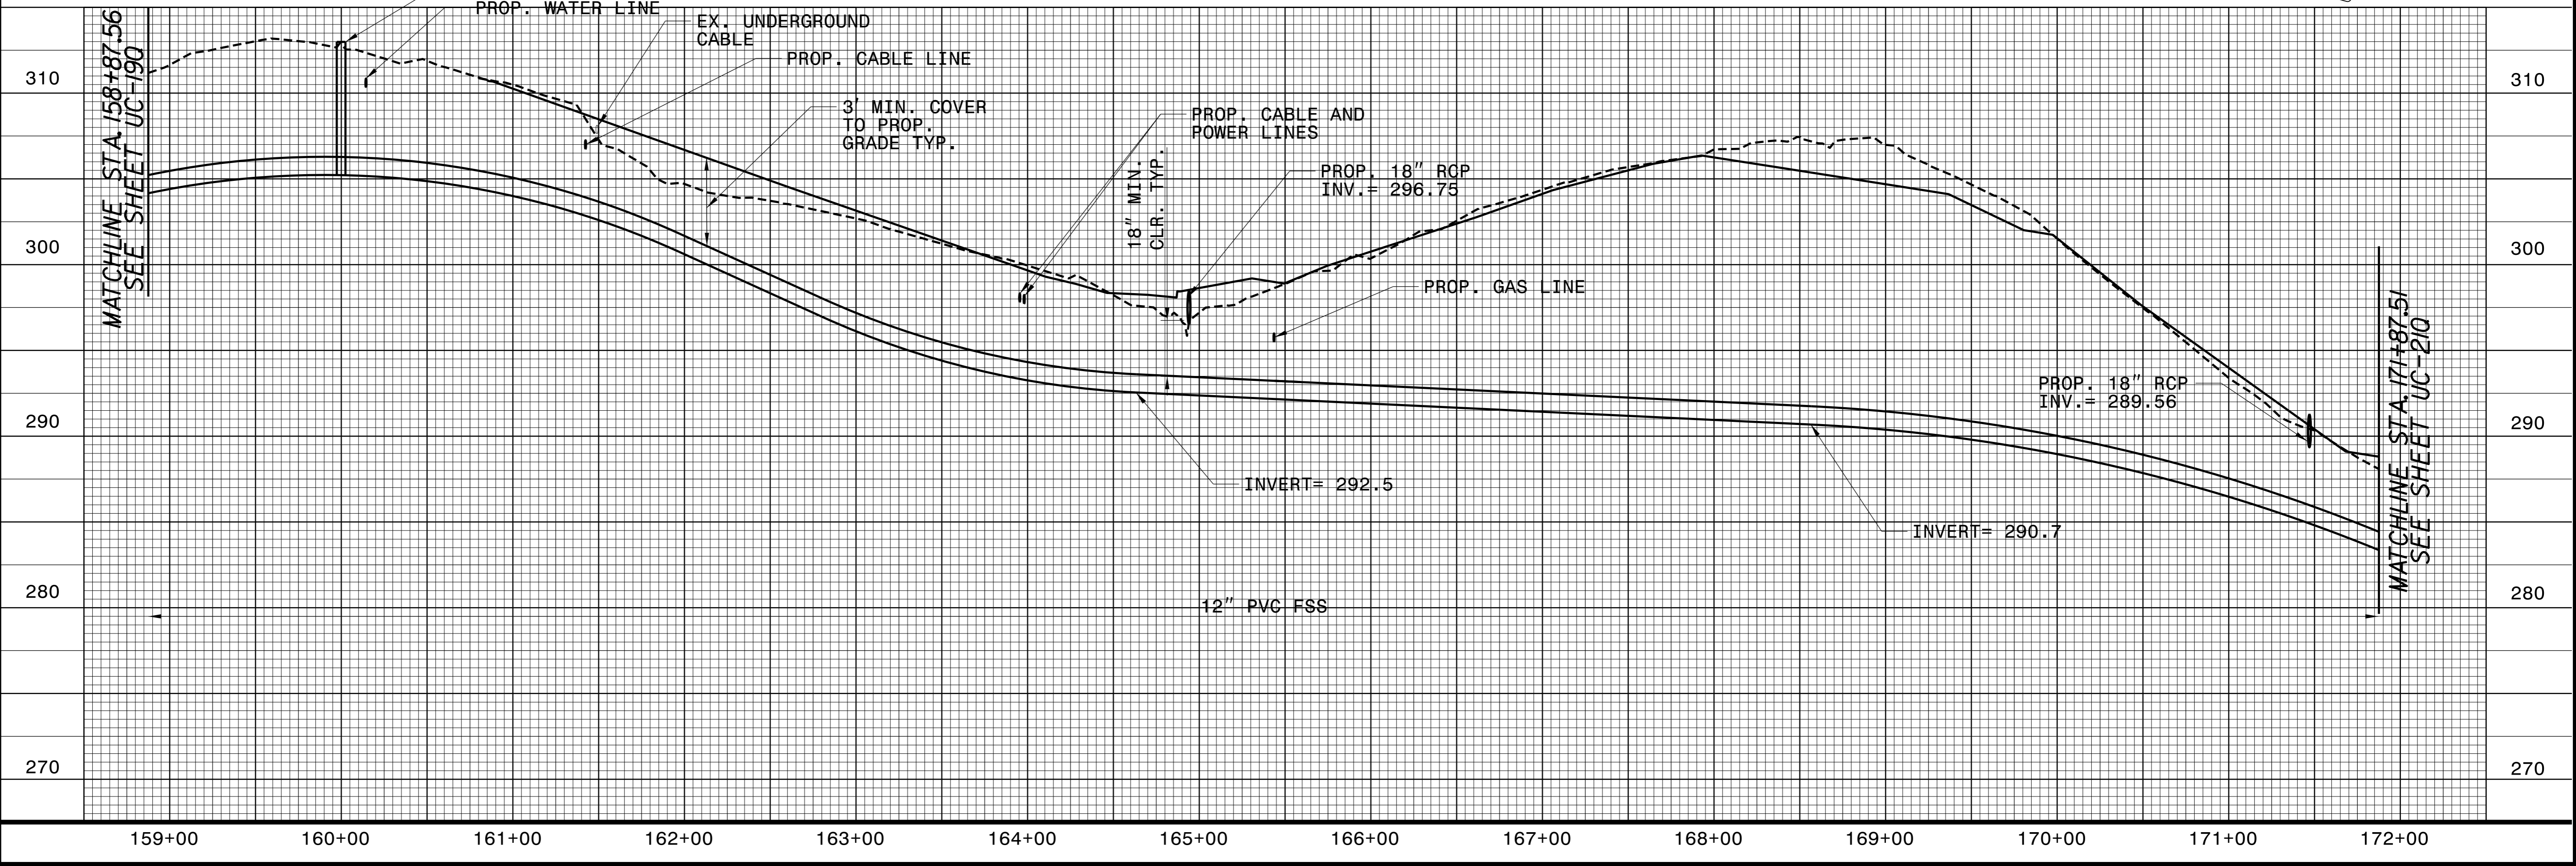 PROP. WATER LINE
EX. UNDERGROUND
CABLE
PROP. CABLE LINE
3' MIN. COVER
TO PROP.
GRADE TYP.
PROP. CABLE AND
POWER LINES
18" MIN.
CLR. TYP.
PROP. 18" RCP
INV.= 296.75
PROP. GAS LINE
PROP. 18" RCP
INV.= 289.56
INVERT= 292.5
INVERT= 290.7
12" PVC FSS
MATCHLINE STA. 158+87.56
SEE SHEET UC-19Q
MATCHLINE STA. 171+87.51
SEE SHEET UC-21Q
310
300
290
280
270
310
300
290
280
270
159+00 160+00 161+00 162+00 163+00 164+00 165+00 166+00 167+00 168+00 169+00 170+00 171+00 172+00